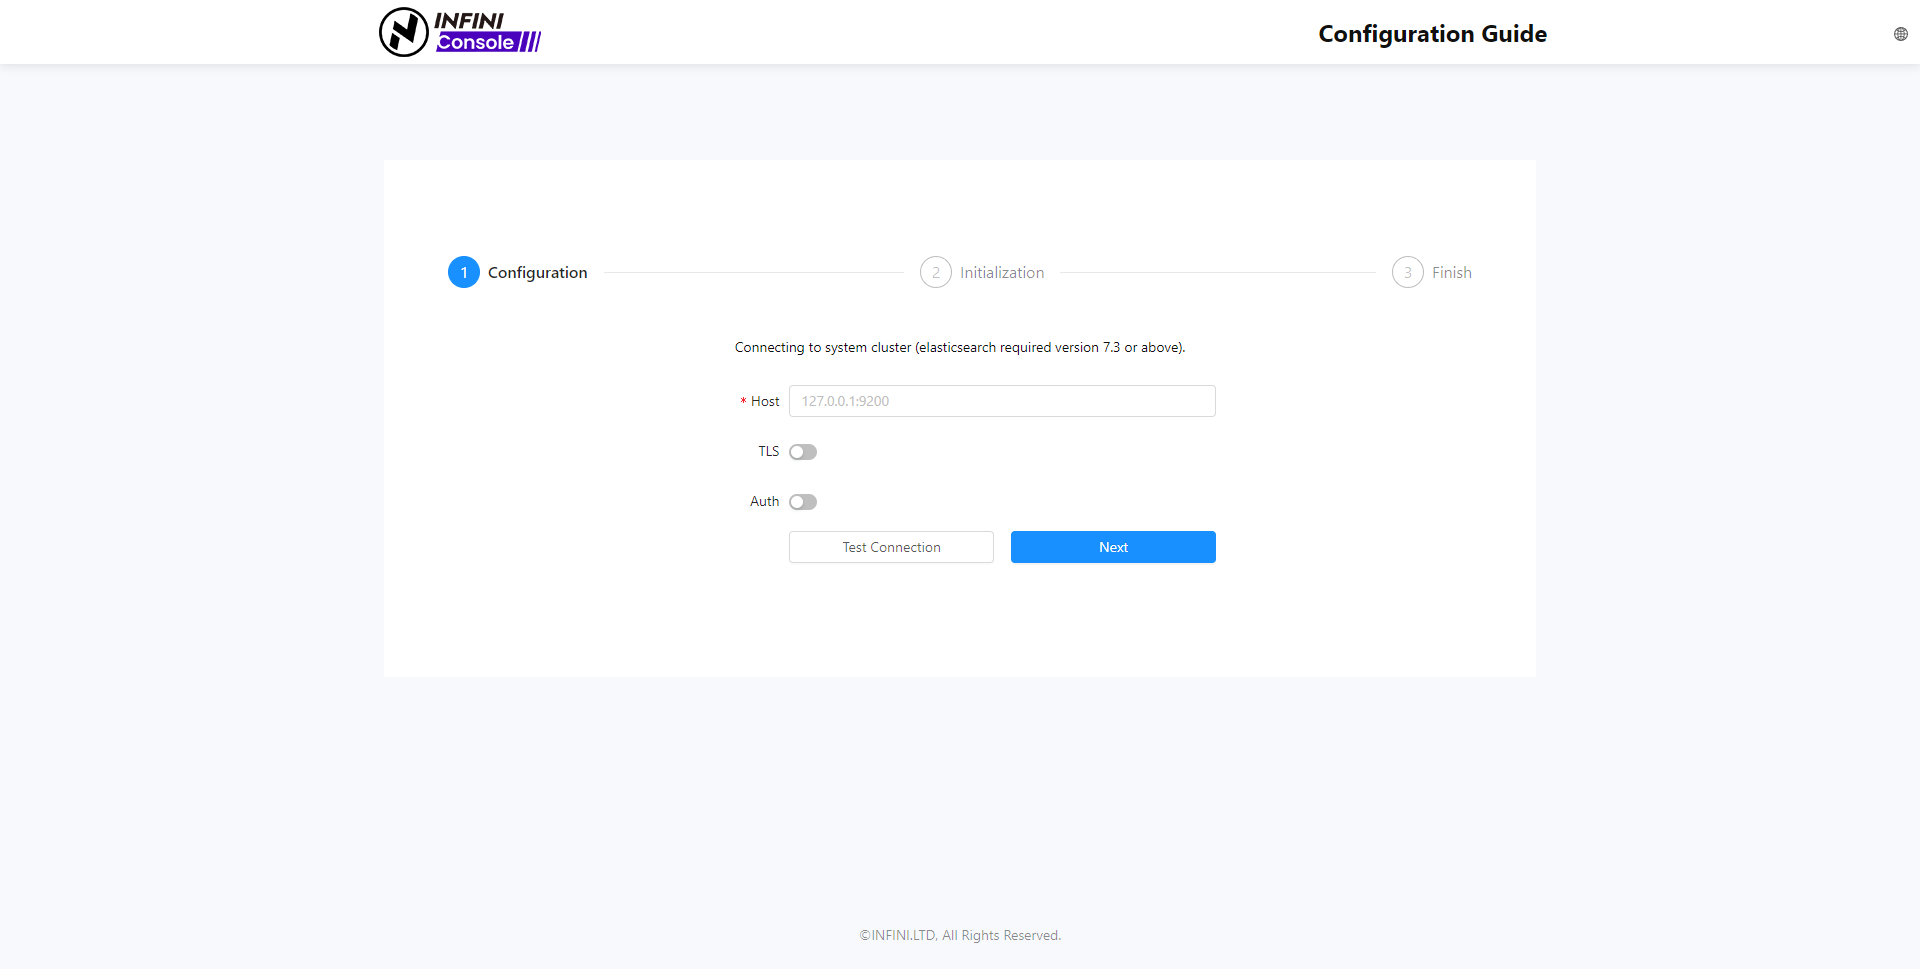 INFINI
Console
Configuration Guide
1 Configuration
2 Initialization
3 Finish
Connecting to system cluster (elasticsearch required version 7.3 or above).
* Host 127.0.0.1:9200
TLS
Auth
Test Connection Next
©INFINI.LTD, All Rights Reserved.